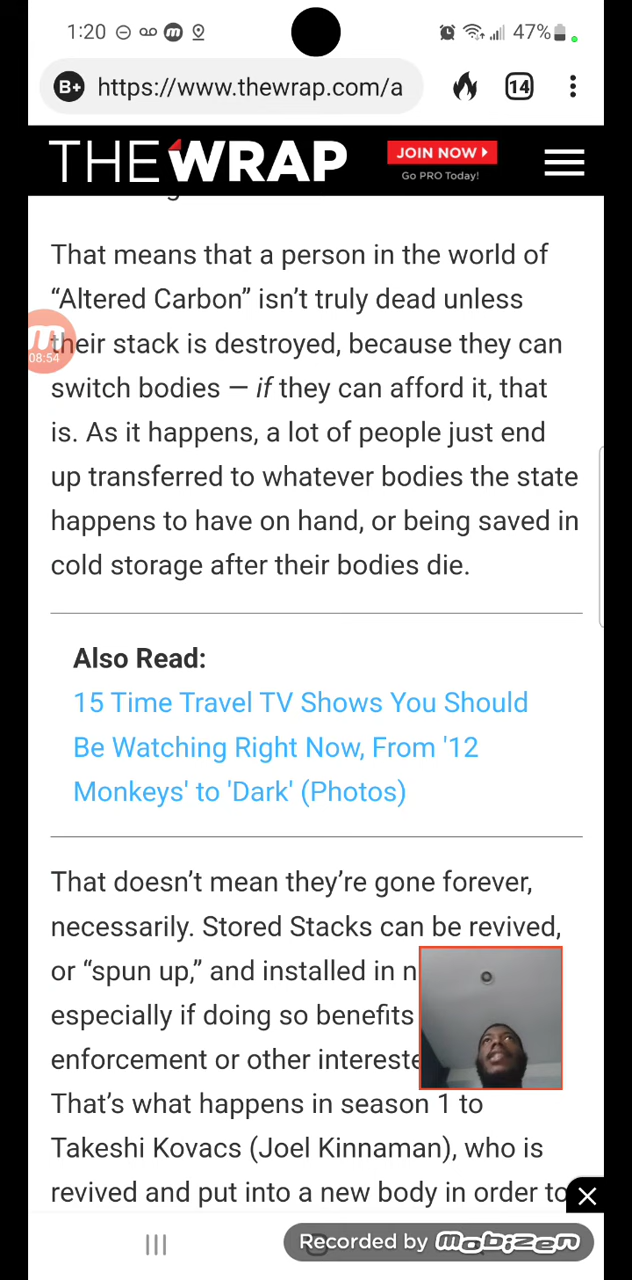 1:20
47%
B+ https://www.thewrap.com/a 14
THE WRAP
JOIN NOW
Go PRO Today!
That means that a person in the world of
“Altered Carbon” isn’t truly dead unless
their stack is destroyed, because they can
08:54
switch bodies — if they can afford it, that
is. As it happens, a lot of people just end
up transferred to whatever bodies the state
happens to have on hand, or being saved in
cold storage after their bodies die.
Also Read:
15 Time Travel TV Shows You Should
Be Watching Right Now, From '12
Monkeys' to 'Dark' (Photos)
That doesn’t mean they’re gone forever,
necessarily. Stored Stacks can be revived,
or “spun up,” and installed in n
especially if doing so benefits
enforcement or other intereste
That’s what happens in season 1 to
Takeshi Kovacs (Joel Kinnaman), who is
revived and put into a new body in order to
Recorded by mobizen